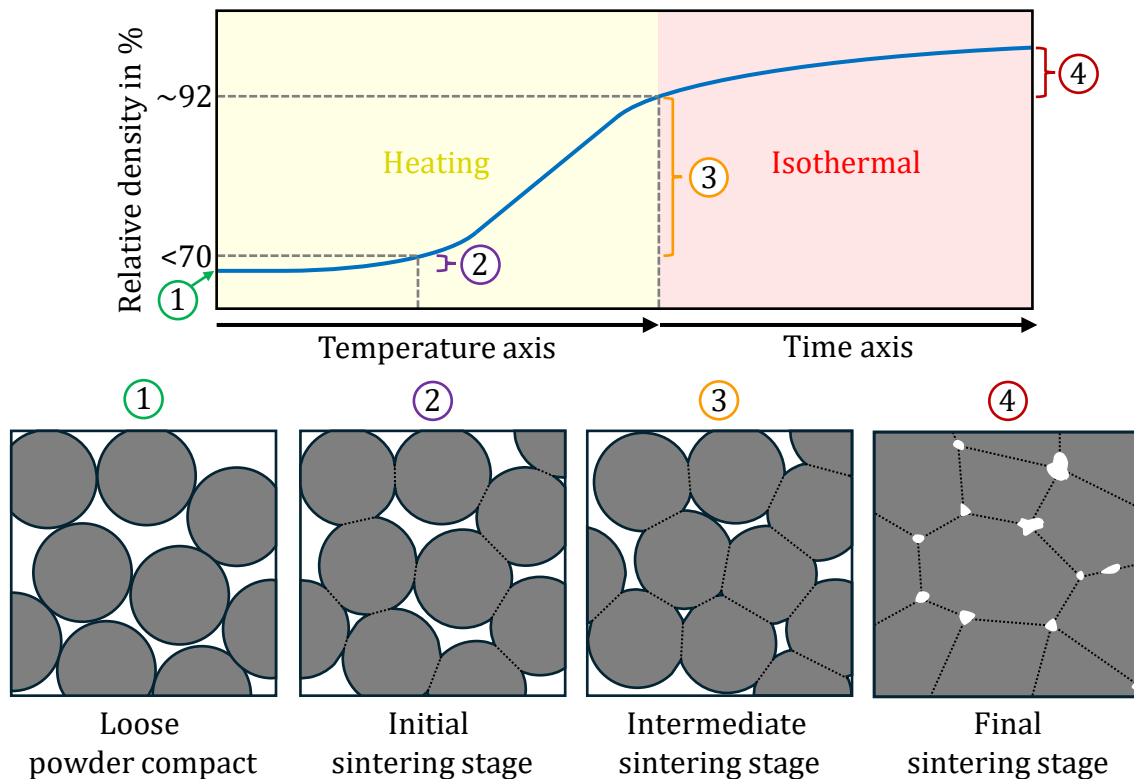 Relative density in %
~92
<70
Heating
Isothermal
1
2
3
4
Temperature axis
Time axis
1
2
3
4
Loose
powder compact
Initial
sintering stage
Intermediate
sintering stage
Final
sintering stage